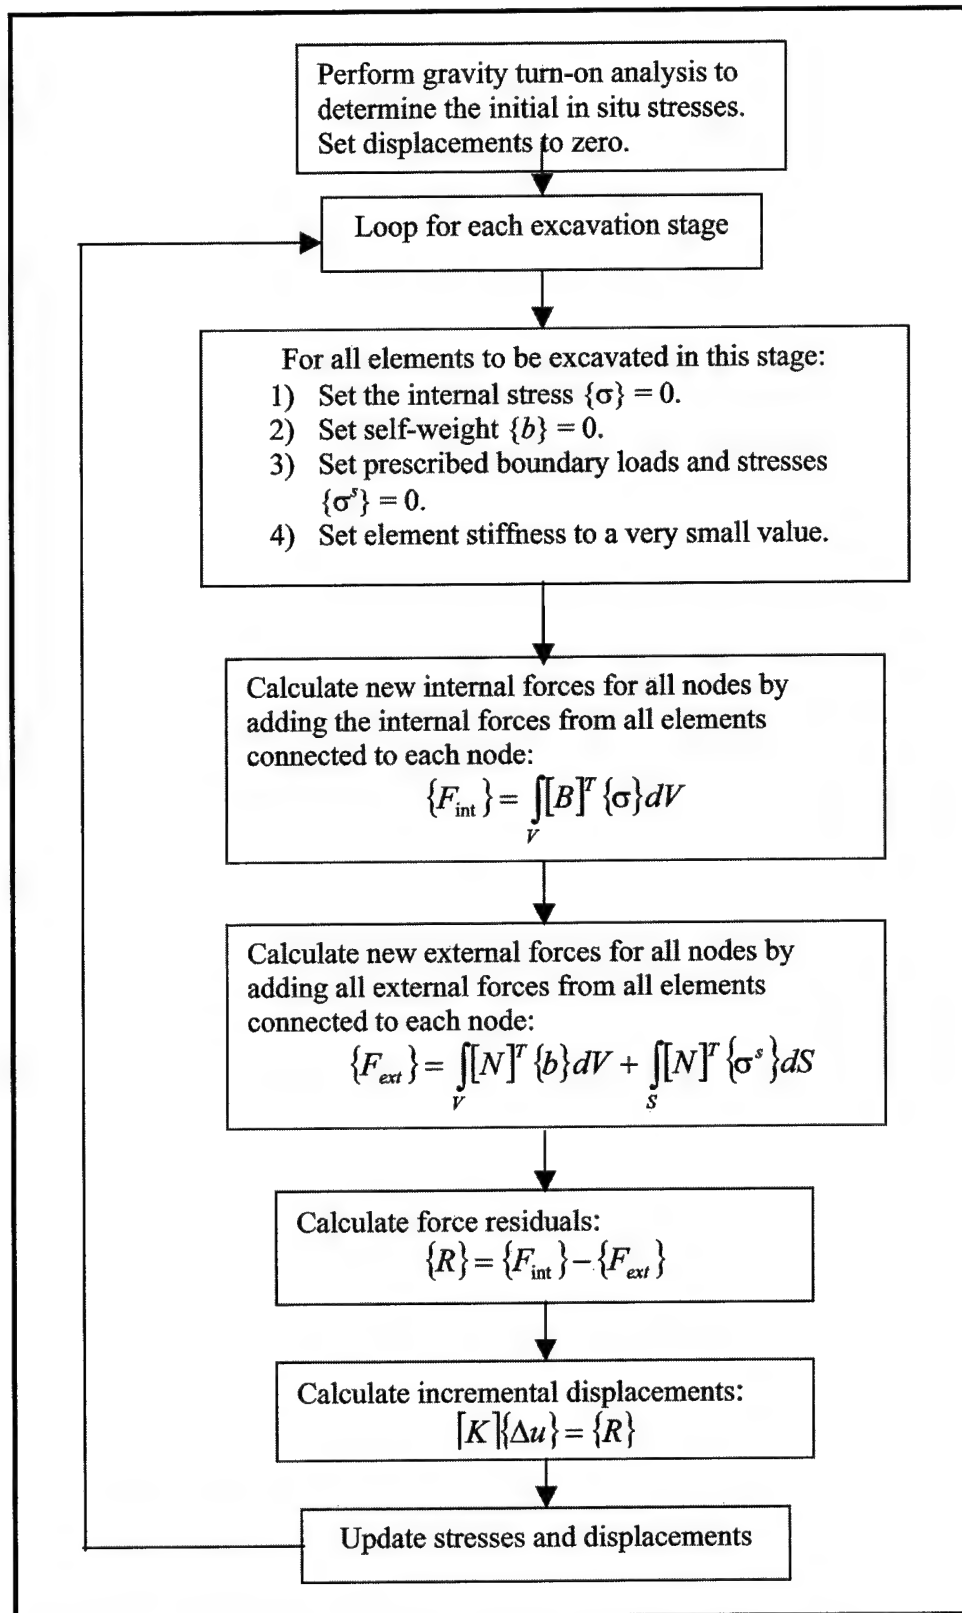 Perform gravity turn-on analysis to
determine the initial in situ stresses.
Set displacements to zero.
Loop for each excavation stage
For all elements to be excavated in this stage:
1) Set the internal stress {σ} = 0.
2) Set self-weight {b} = 0.
3) Set prescribed boundary loads and stresses
{σˢ} = 0.
4) Set element stiffness to a very small value.
Calculate new internal forces for all nodes by
adding the internal forces from all elements
connected to each node:
{F_int} = ∫_V [B]^T {σ} dV
Calculate new external forces for all nodes by
adding all external forces from all elements
connected to each node:
{F_ext} = ∫_V [N]^T {b} dV + ∫_S [N]^T {σ^s} dS
Calculate force residuals:
{R} = {F_int} − {F_ext}
Calculate incremental displacements:
[K]{Δu} = {R}
Update stresses and displacements